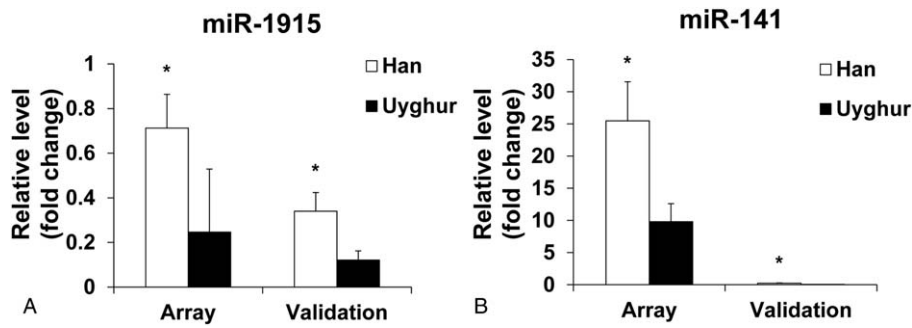 miR-1915
Relative level
(fold change)
1
0.8
0.6
0.4
0.2
0
*
*
Han
Uyghur
Array
Validation
A
miR-141
Relative level
(fold change)
35
30
25
20
15
10
5
0
*
*
Han
Uyghur
Array
Validation
B